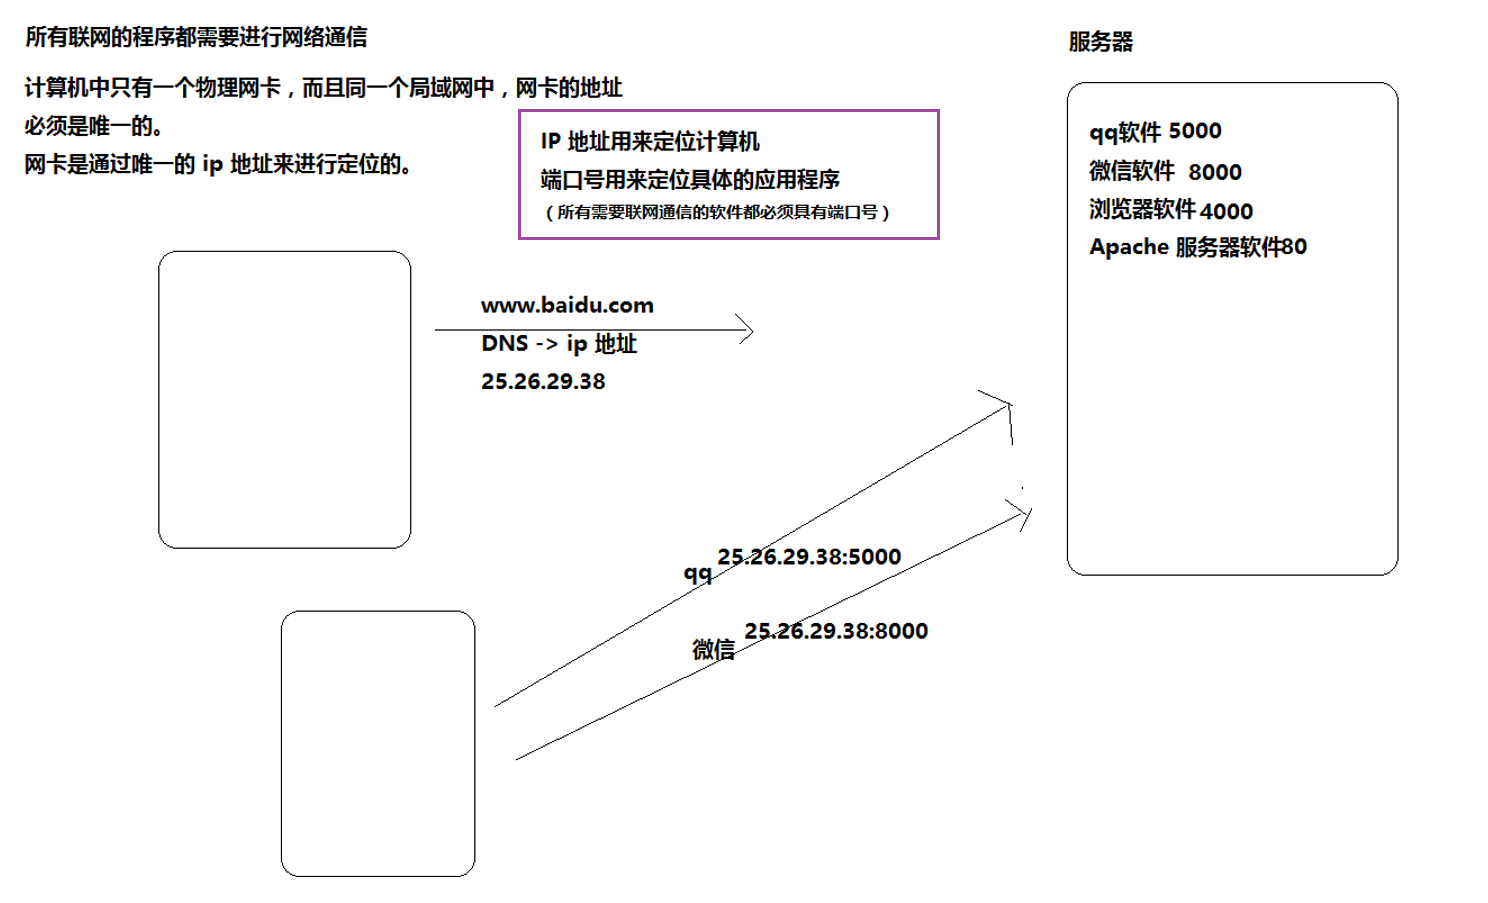 所有联网的程序都需要进行网络通信
计算机中只有一个物理网卡，而且同一个局域网中，网卡的地址
必须是唯一的。
网卡是通过唯一的 ip 地址来进行定位的。
IP 地址用来定位计算机
端口号用来定位具体的应用程序
（所有需要联网通信的软件都必须具有端口号）
服务器
qq软件 5000
微信软件 8000
浏览器软件 4000
Apache 服务器软件80
www.baidu.com
DNS -> ip 地址
25.26.29.38
qq 25.26.29.38:5000
微信 25.26.29.38:8000